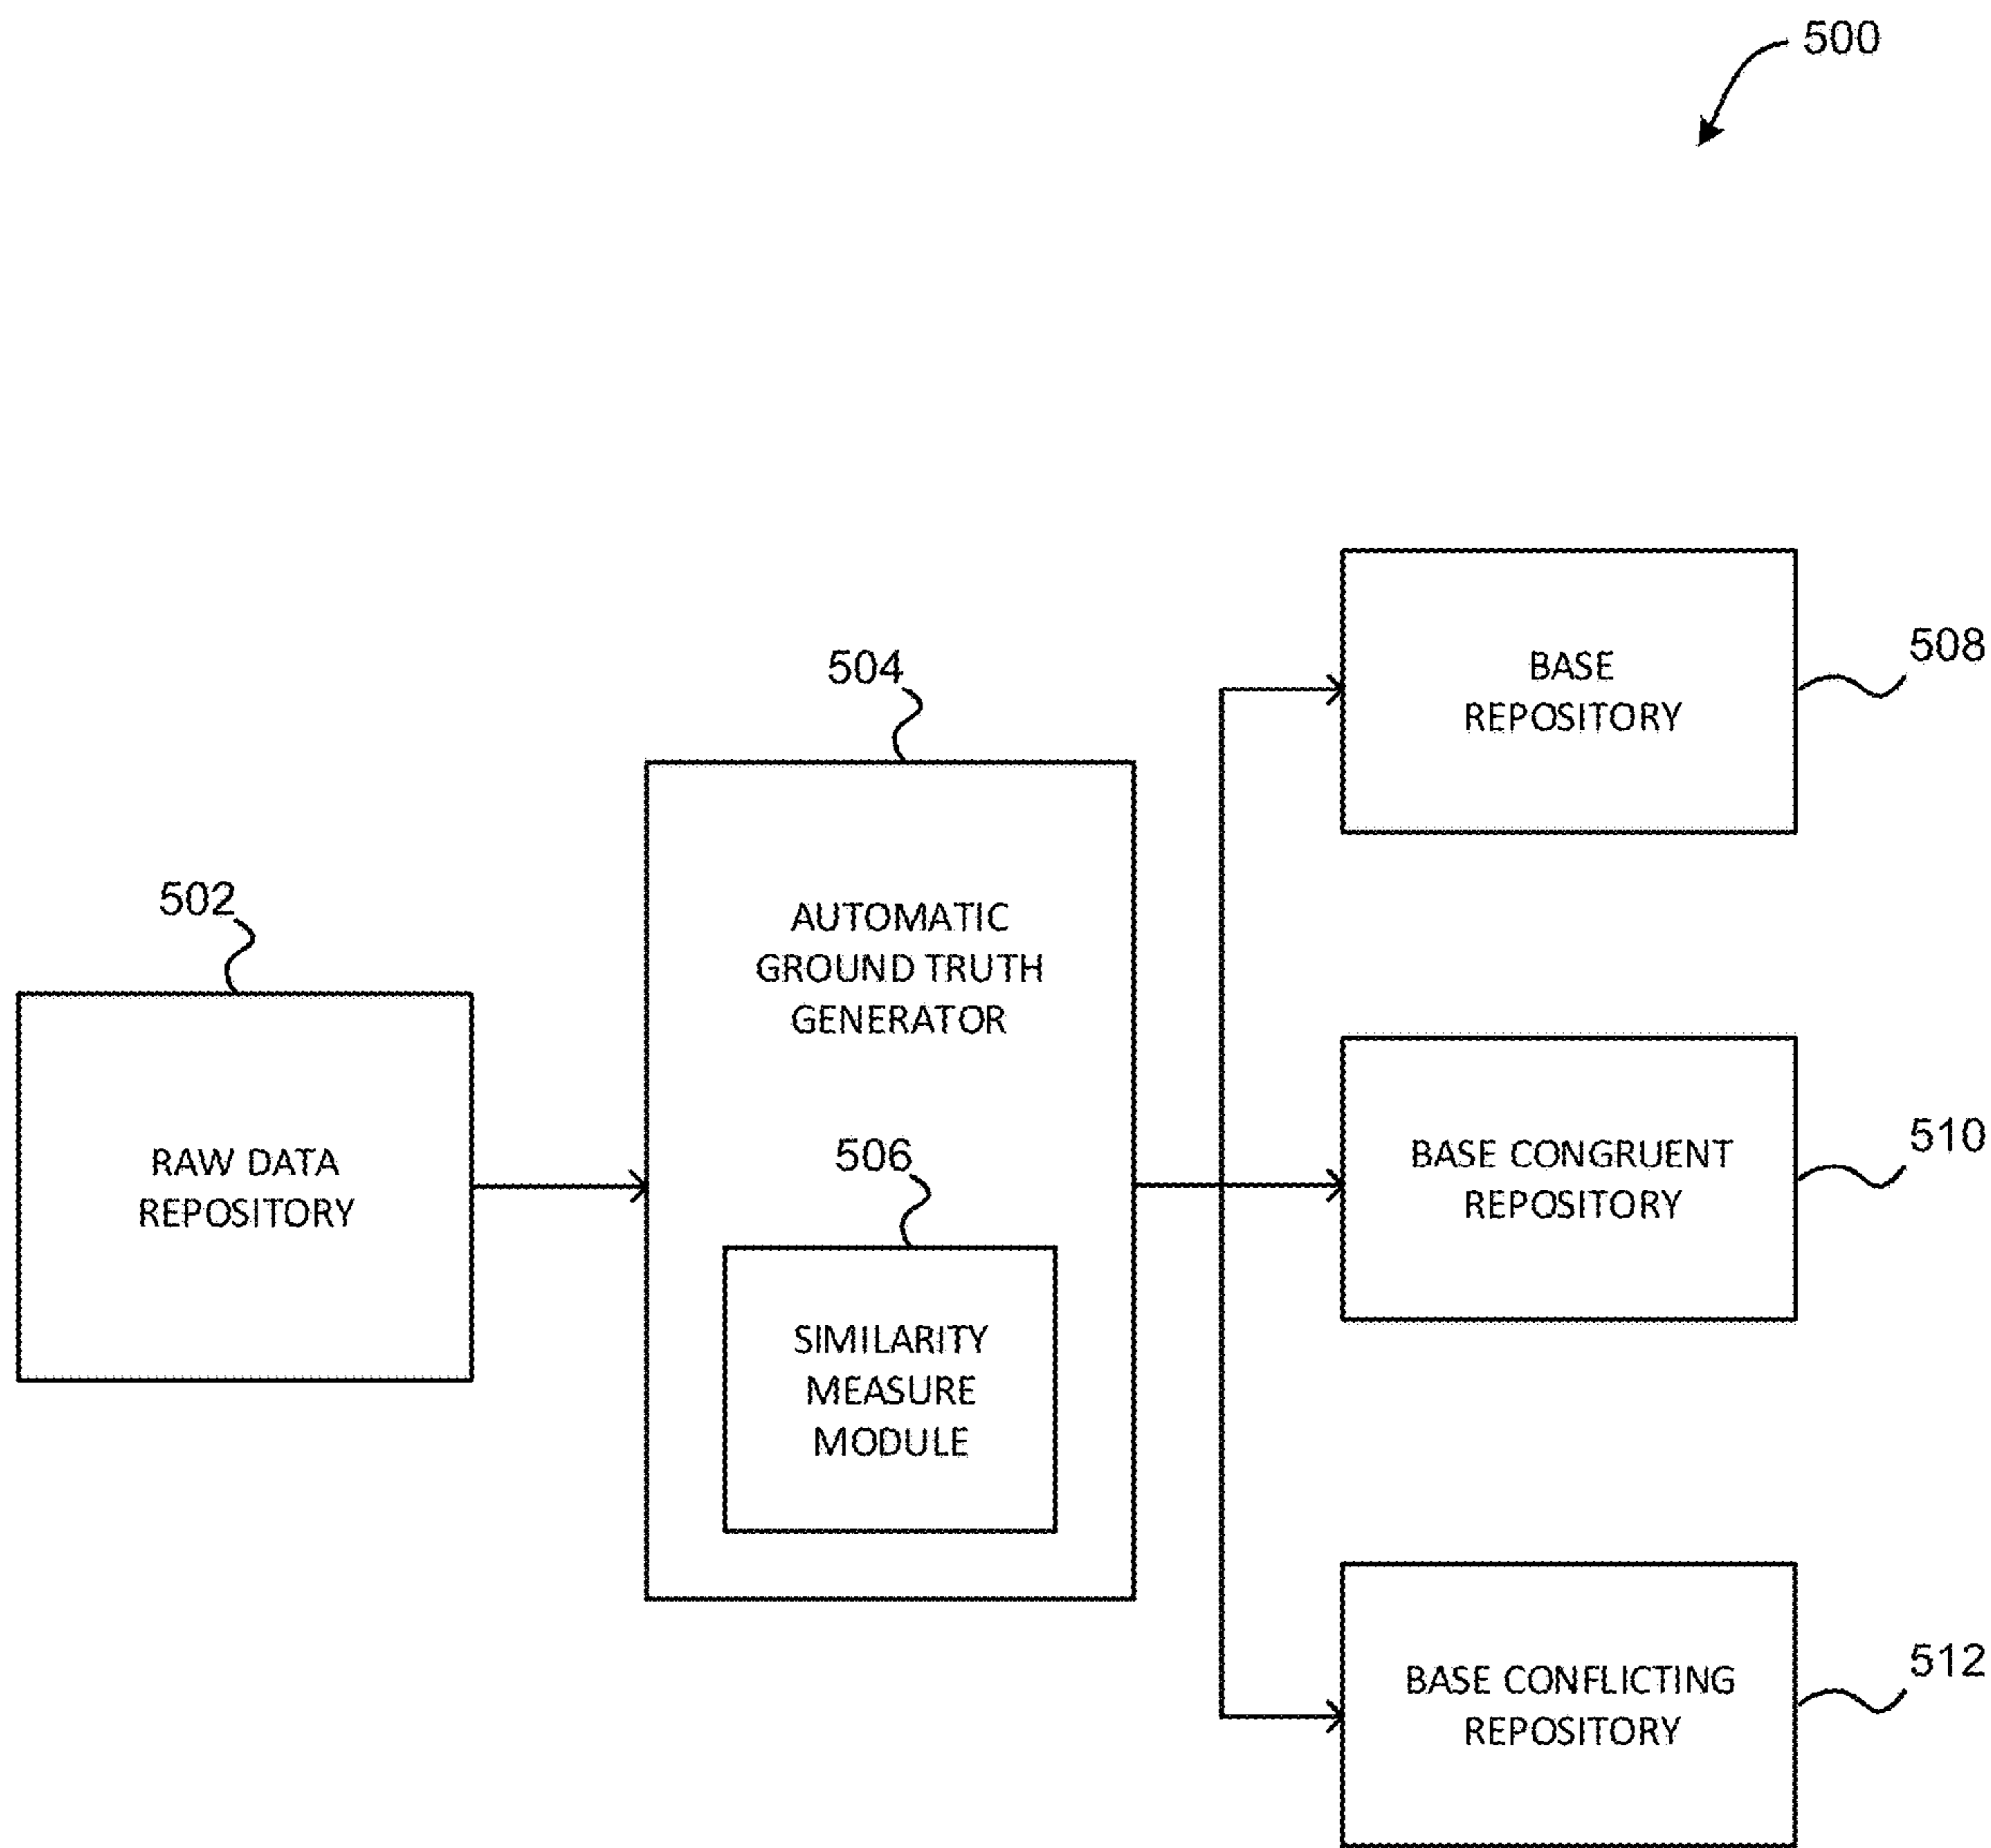 500
508
BASE
REPOSITORY
504
502
AUTOMATIC
GROUND TRUTH
GENERATOR
510
506
RAW DATA
REPOSITORY
BASE CONGRUENT
REPOSITORY
SIMILARITY
MEASURE
MODULE
512
BASE CONFLICTING
REPOSITORY